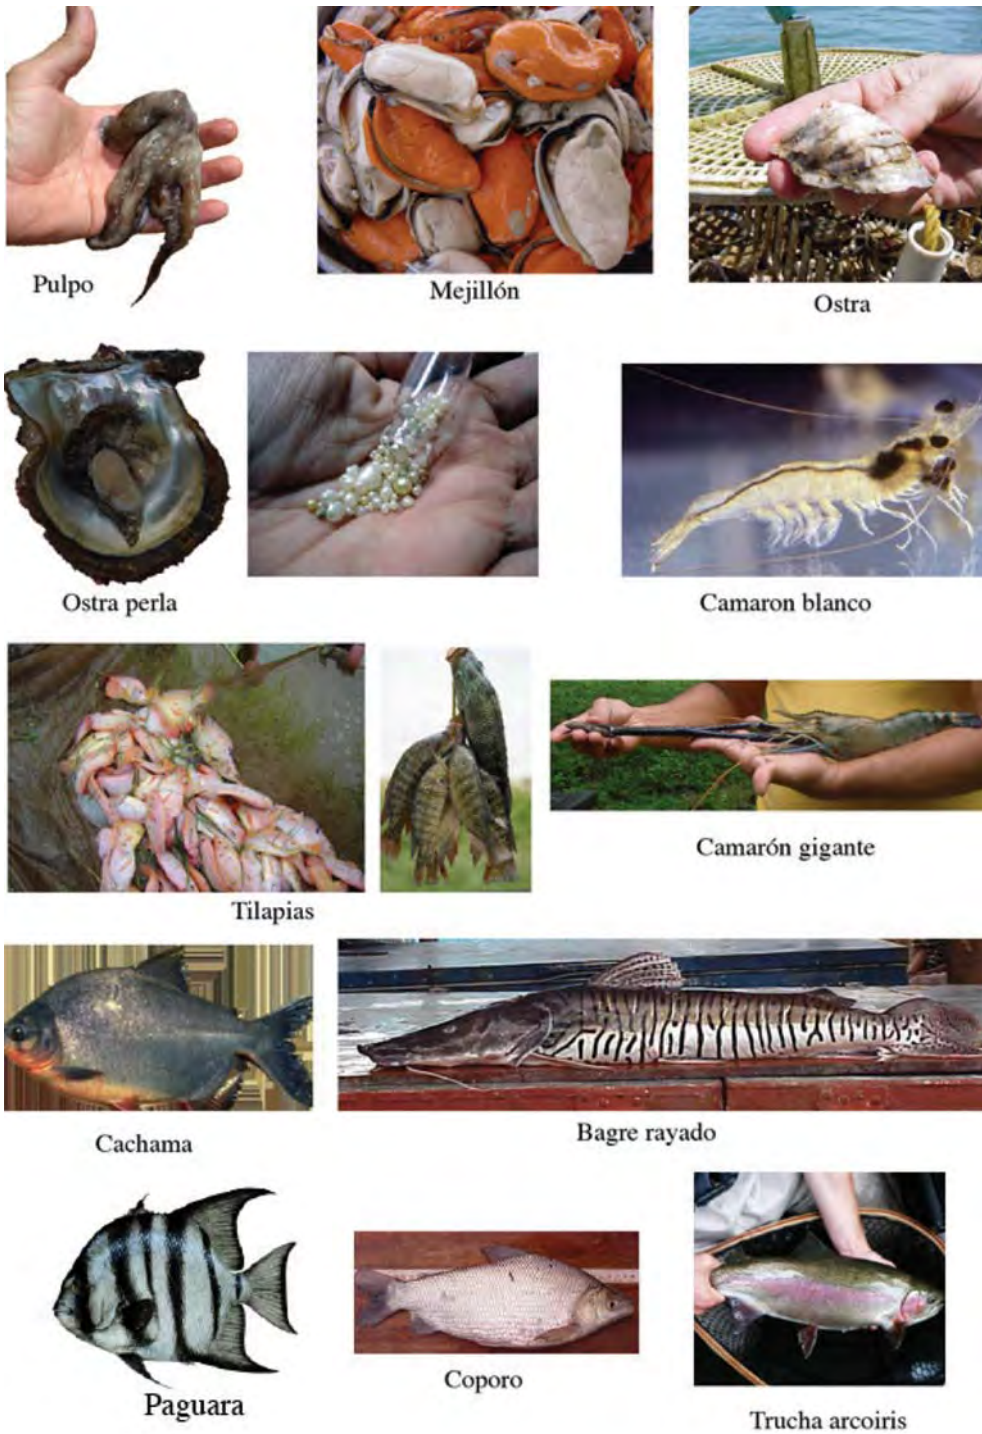 Pulpo
Mejillón
Ostra
Ostra perla
Camaron blanco
Tilapias
Camarón gigante
Cachama
Bagre rayado
Paguara
Coporo
Trucha arcoiris